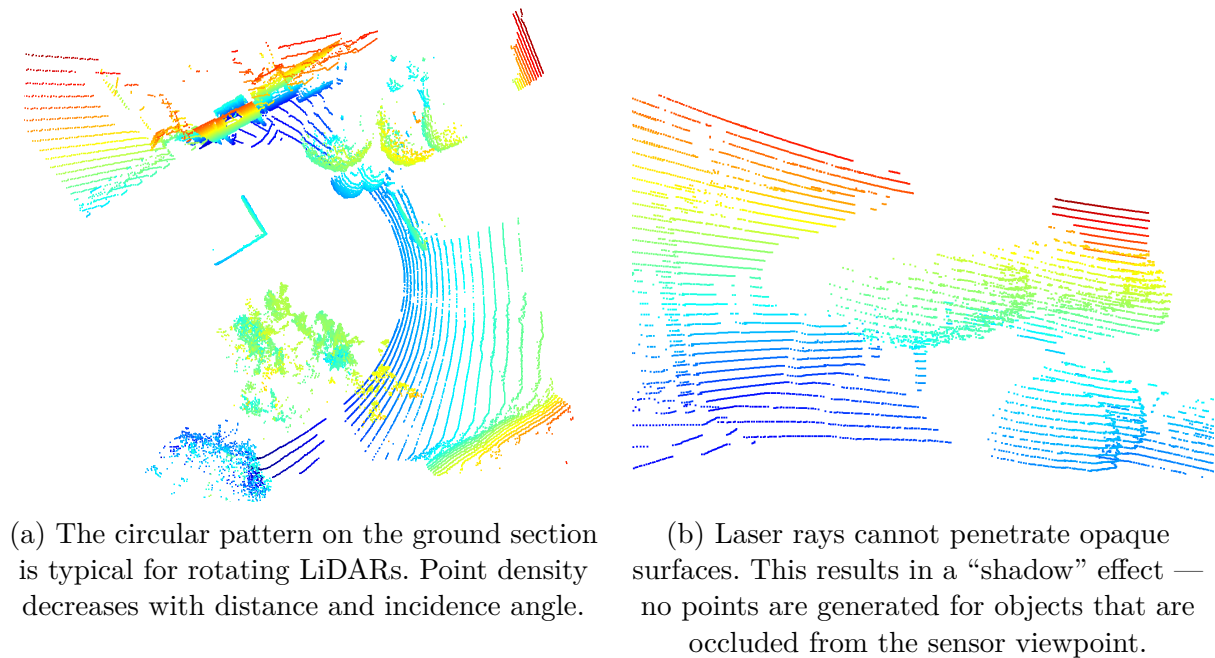 (a) The circular pattern on the ground section
is typical for rotating LiDARs. Point density
decreases with distance and incidence angle.
(b) Laser rays cannot penetrate opaque
surfaces. This results in a “shadow” effect —
no points are generated for objects that are
occluded from the sensor viewpoint.